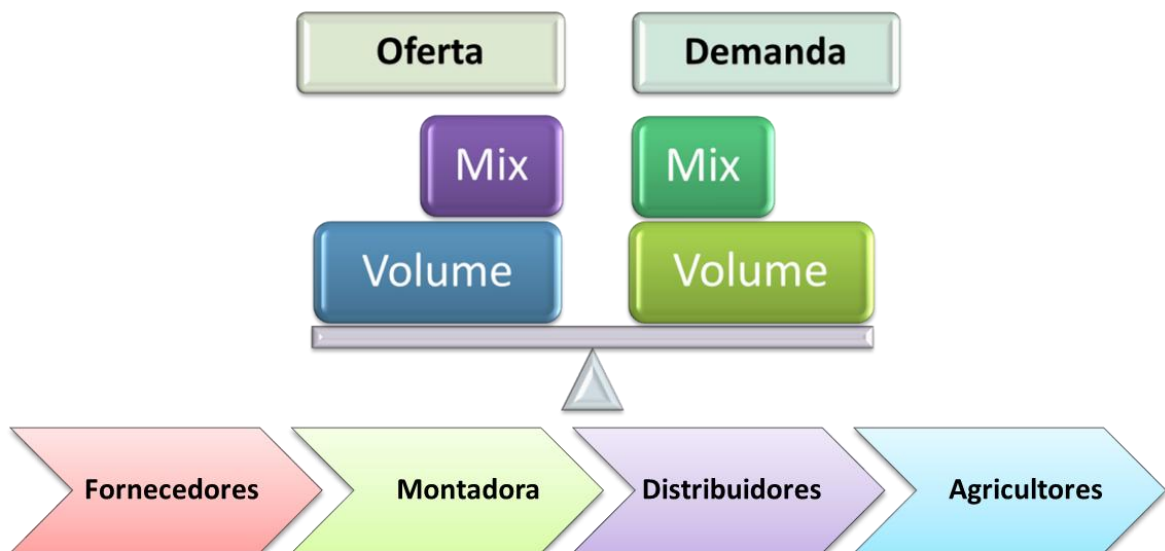 Oferta
Demanda
Mix
Mix
Volume
Volume
Fornecedores
Montadora
Distribuidores
Agricultores